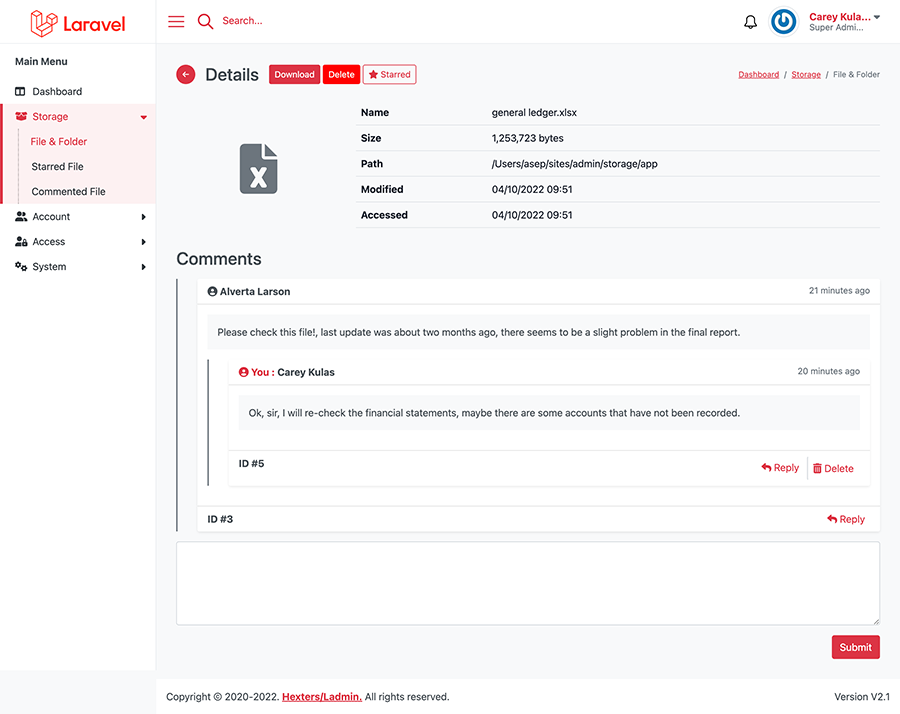 Laravel
Search...
Carey Kula...
Super Admi...
Main Menu
Dashboard
Storage
File & Folder
Starred File
Commented File
Account
Access
System
Details
Download
Delete
Starred
Dashboard / Storage / File & Folder
X
Name general ledger.xlsx
Size 1,253,723 bytes
Path /Users/asep/sites/admin/storage/app
Modified 04/10/2022 09:51
Accessed 04/10/2022 09:51
Comments
Alverta Larson 21 minutes ago
Please check this file!, last update was about two months ago, there seems to be a slight problem in the final report.
You : Carey Kulas 20 minutes ago
Ok, sir, I will re-check the financial statements, maybe there are some accounts that have not been recorded.
ID #5 Reply Delete
ID #3 Reply
Submit
Copyright © 2020-2022. Hexters/Ladmin. All rights reserved. Version V2.1